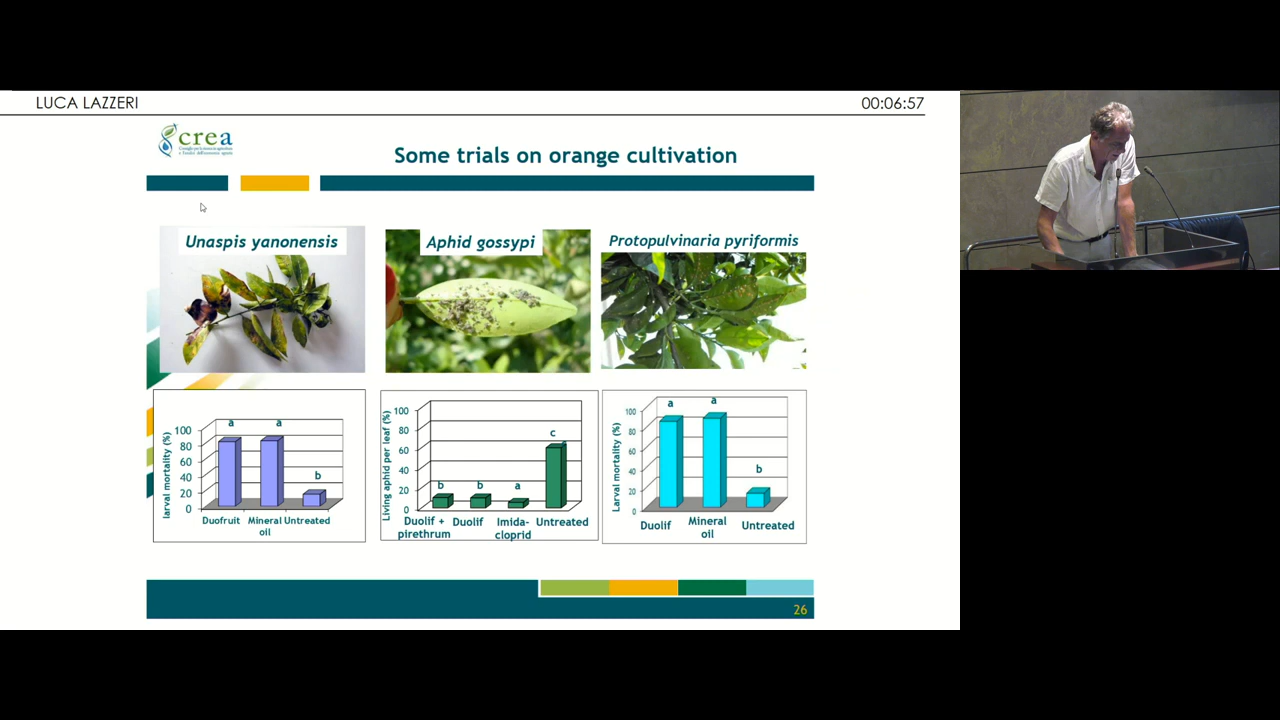 LUCA LAZZERI
00:06:57
crea
Some trials on orange cultivation
Unaspis yanonensis
Aphid gossypi
Protopulvinaria pyriformis
larval mortality (%)
100
80
60
40
20
0
a
a
b
Duofruit
Mineral oil
Untreated
Living aphid per leaf (%)
100
80
60
40
20
0
b
b
a
c
Duolif + pirethrum
Duolif
Imida-
cloprid
Untreated
Larval mortality (%)
100
80
60
40
20
0
a
a
b
Duolif
Mineral oil
Untreated
26